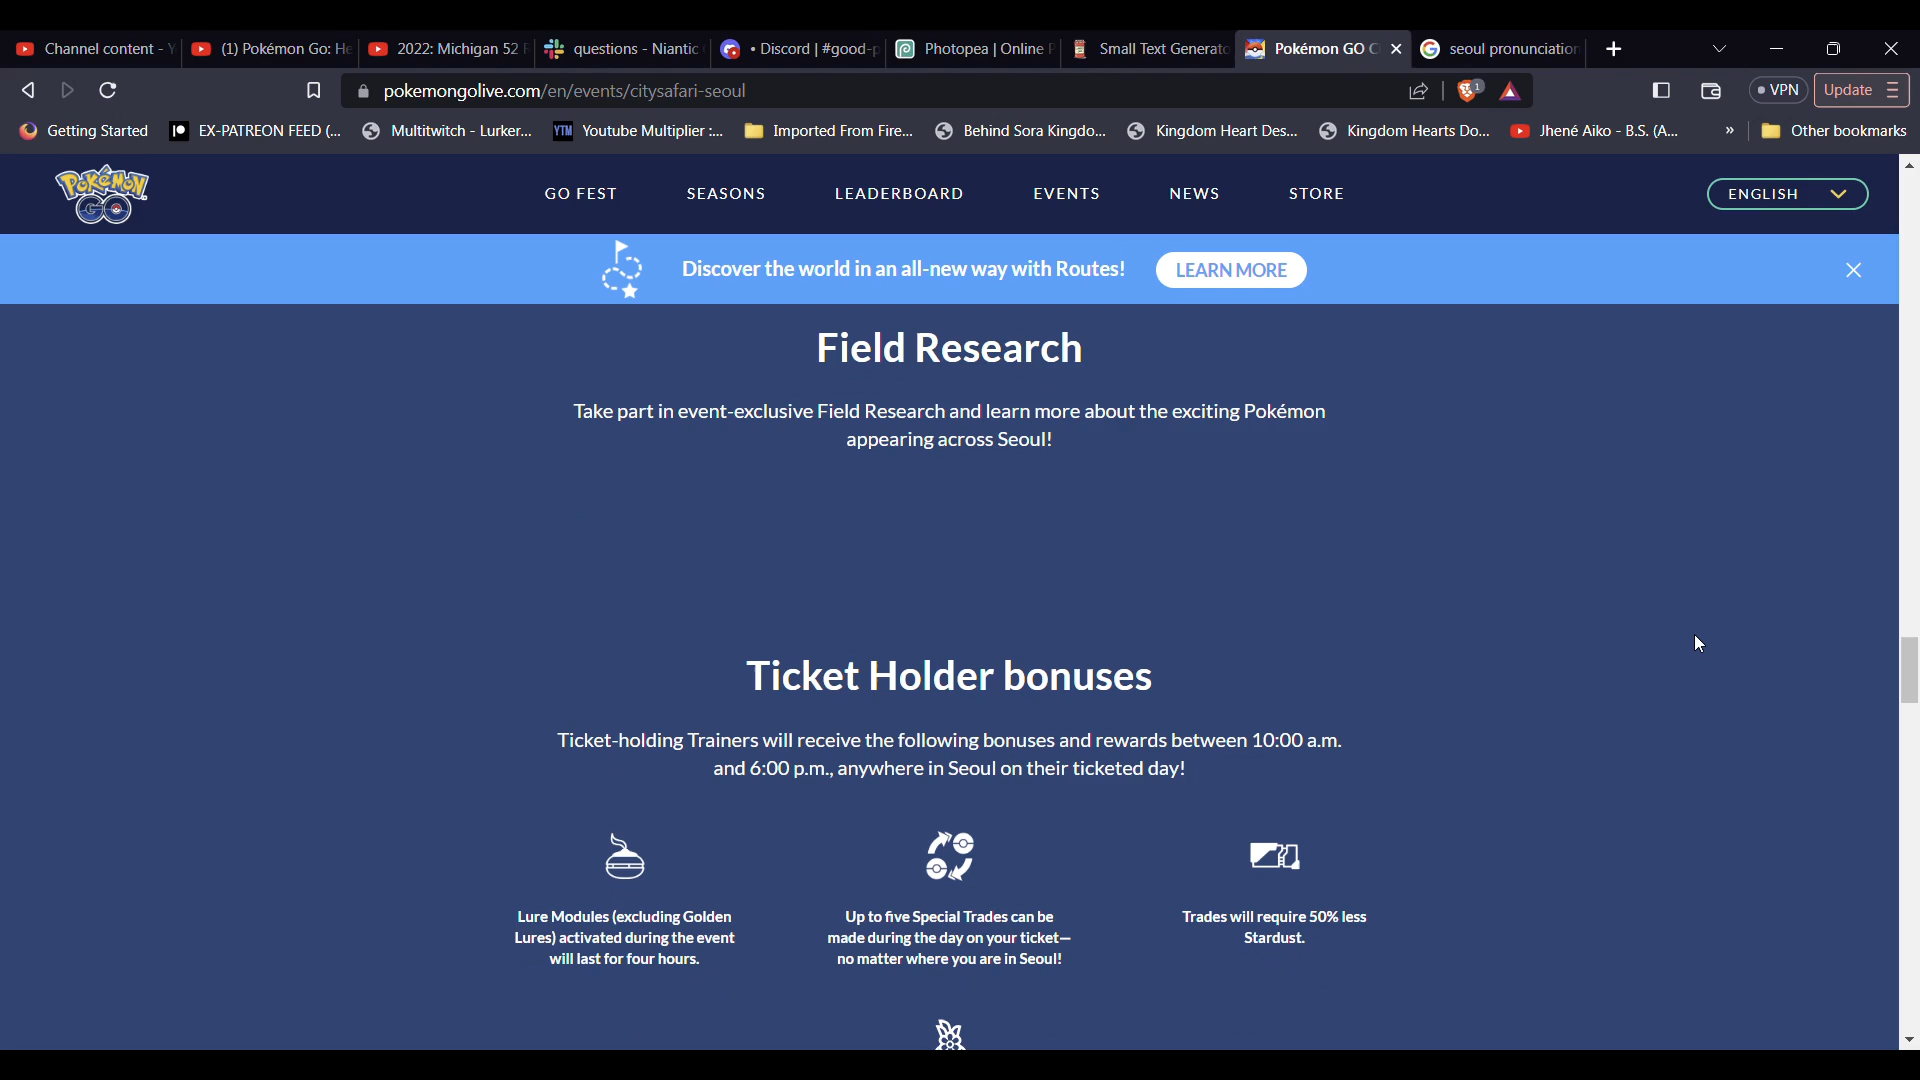 Channel content - Y
(1) Pokémon Go: He
2022: Michigan 52 F
questions - Niantic
• Discord | #good-p
Photopea | Online P
Small Text Generato
Pokémon GO C
seoul pronunciation
pokemongolive.com/en/events/citysafari-seoul
1
VPN
Update
Getting Started
EX-PATREON FEED (...
Multitwitch - Lurker...
YTM
Youtube Multiplier :...
Imported From Fire...
Behind Sora Kingdo...
Kingdom Heart Des...
Kingdom Hearts Do...
Jhené Aiko - B.S. (A...
»
Other bookmarks
POKéMON GO
GO FEST
SEASONS
LEADERBOARD
EVENTS
NEWS
STORE
ENGLISH
Discover the world in an all-new way with Routes!
LEARN MORE
Field Research
Take part in event-exclusive Field Research and learn more about the exciting Pokémon
appearing across Seoul!
Ticket Holder bonuses
Ticket-holding Trainers will receive the following bonuses and rewards between 10:00 a.m.
and 6:00 p.m., anywhere in Seoul on their ticketed day!
Lure Modules (excluding Golden
Lures) activated during the event
will last for four hours.
Up to five Special Trades can be
made during the day on your ticket—
no matter where you are in Seoul!
Trades will require 50% less
Stardust.